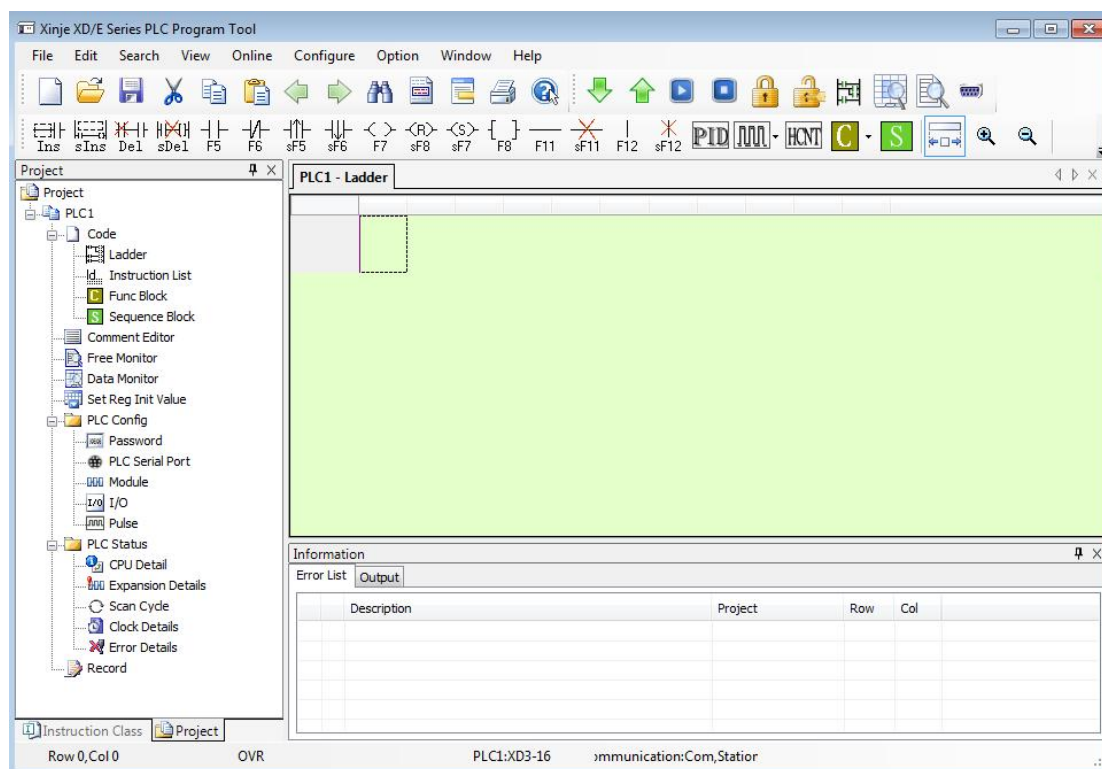 Xinje XD/E Series PLC Program Tool
File Edit Search View Online Configure Option Window Help
Ins sIns Del sDel F5 F6 sF5 sF6 F7 sF8 sF7 F8 F11 sF11 F12 sF12 PID HCNT C S
Project
PLC1 - Ladder
Project
PLC1
Code
Ladder
Instruction List
C Func Block
S Sequence Block
Comment Editor
Free Monitor
Data Monitor
Set Reg Init Value
PLC Config
Password
PLC Serial Port
Module
I/O I/O
Pulse
PLC Status
CPU Detail
Expansion Details
Scan Cycle
Clock Details
Error Details
Record
Information
Error List Output
Description Project Row Col
Instruction Class Project
Row 0,Col 0 OVR PLC1:XD3-16 ommunication:Com,Station